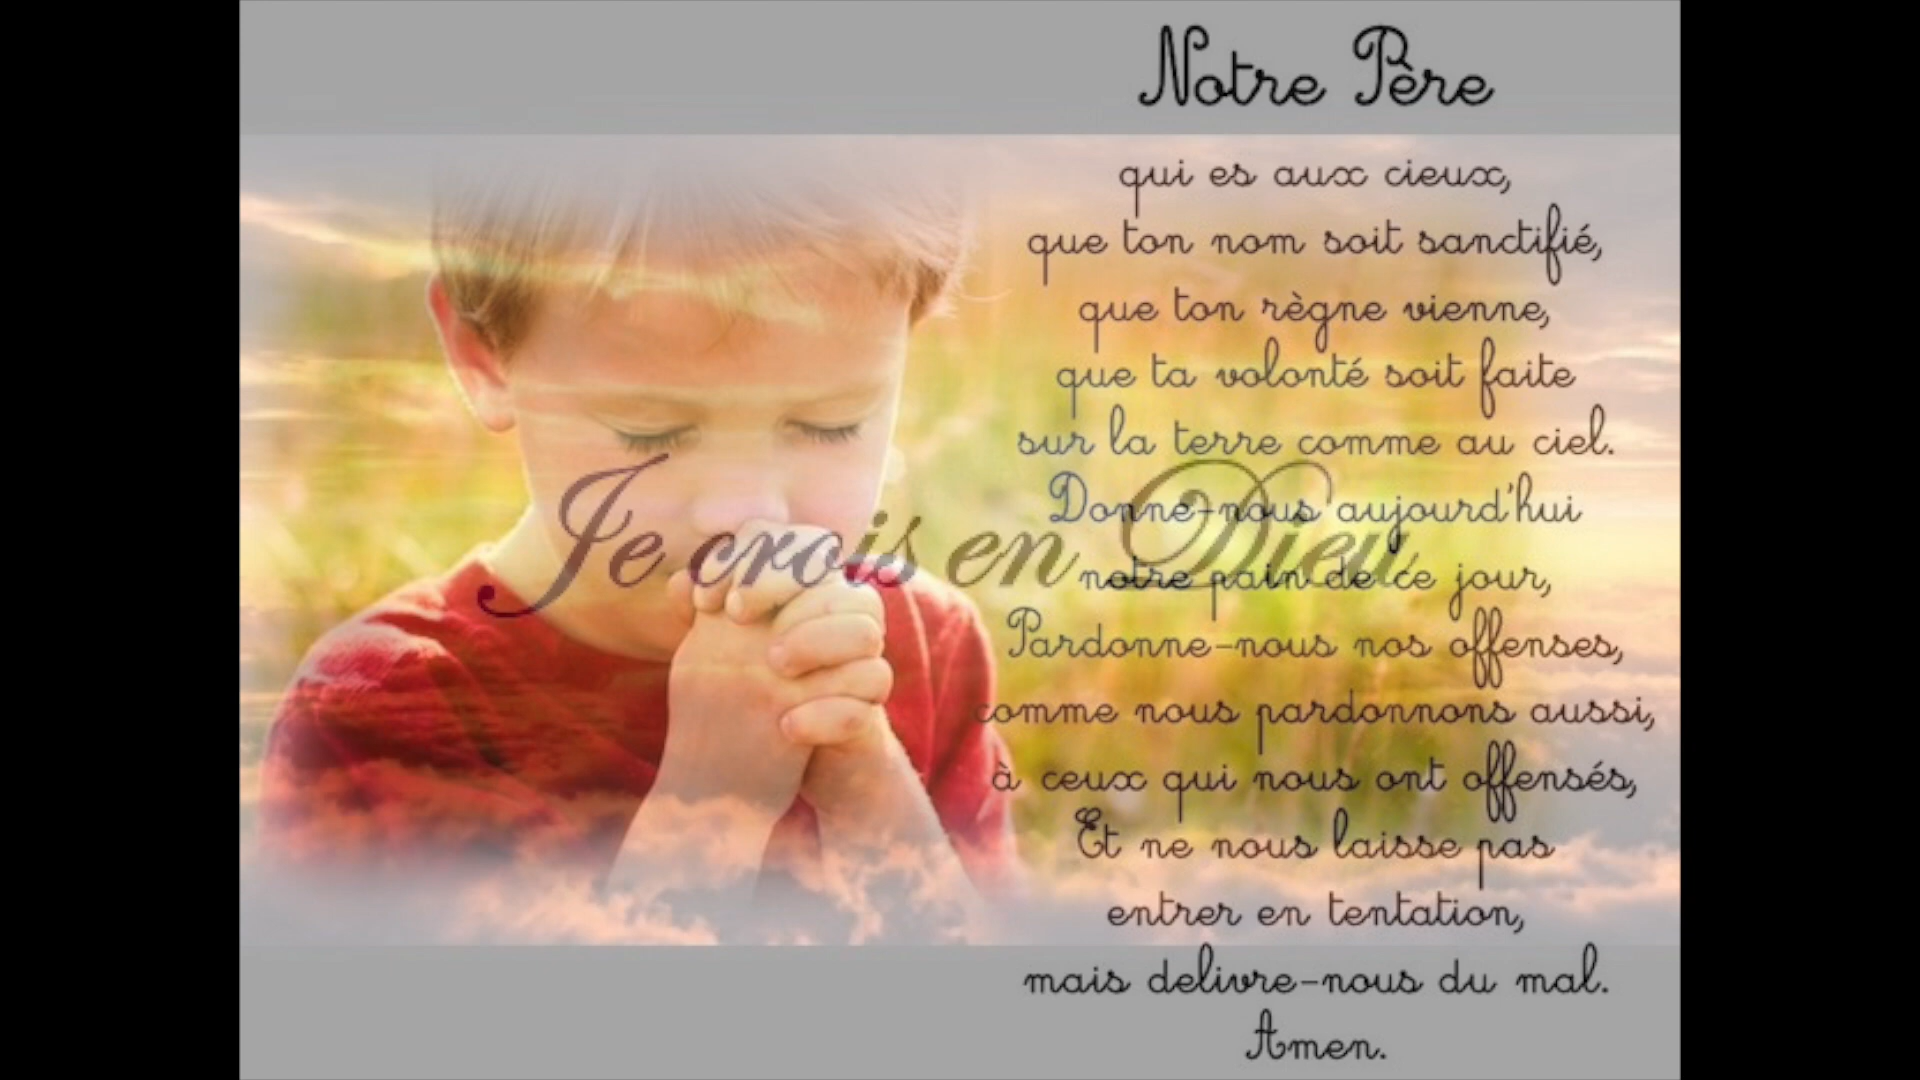 Notre Père
qui es aux cieux,
que ton nom soit sanctifié,
que ton règne vienne,
que ta volonté soit faite
sur la terre comme au ciel.
Donne-nous aujourd'hui
notre pain de ce jour,
Pardonne-nous nos offenses,
comme nous pardonnons aussi,
à ceux qui nous ont offensés,
Et ne nous laisse pas
entrer en tentation,
mais delivre-nous du mal.
Amen.
Je crois en Dieu